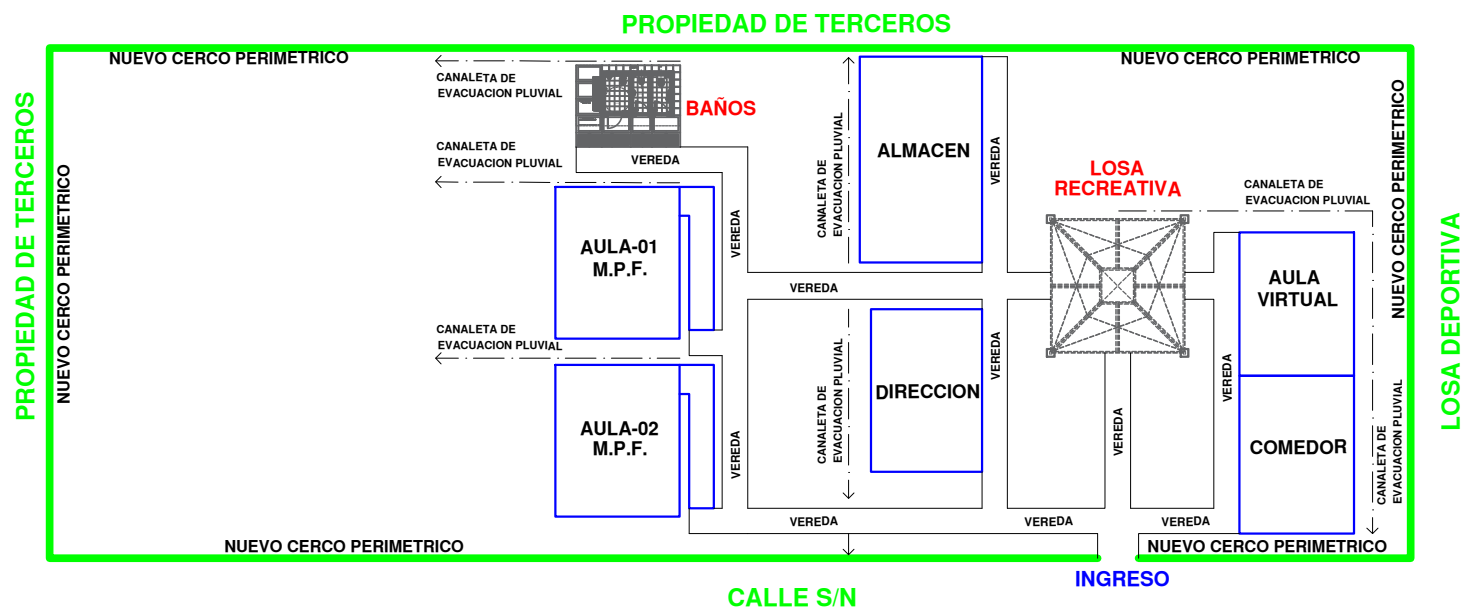 PROPIEDAD DE TERCEROS
NUEVO CERCO PERIMETRICO
NUEVO CERCO PERIMETRICO
CANALETA DE
EVACUACION PLUVIAL
BAÑOS
VEREDA
CANALETA DE
EVACUACION PLUVIAL
PROPIEDAD DE TERCEROS
NUEVO CERCO PERIMETRICO
AULA-01
M.P.F.
VEREDA
CANALETA DE
EVACUACION PLUVIAL
ALMACEN
VEREDA
LOSA
RECREATIVA
CANALETA DE
EVACUACION PLUVIAL
NUEVO CERCO PERIMETRICO
LOSA DEPORTIVA
AULA
VIRTUAL
VEREDA
CANALETA DE
EVACUACION PLUVIAL
AULA-02
M.P.F.
VEREDA
CANALETA DE
EVACUACION PLUVIAL
DIRECCION
VEREDA
VEREDA
VEREDA
COMEDOR
CANALETA DE
EVACUACION PLUVIAL
VEREDA
VEREDA
VEREDA
NUEVO CERCO PERIMETRICO
NUEVO CERCO PERIMETRICO
INGRESO
CALLE S/N